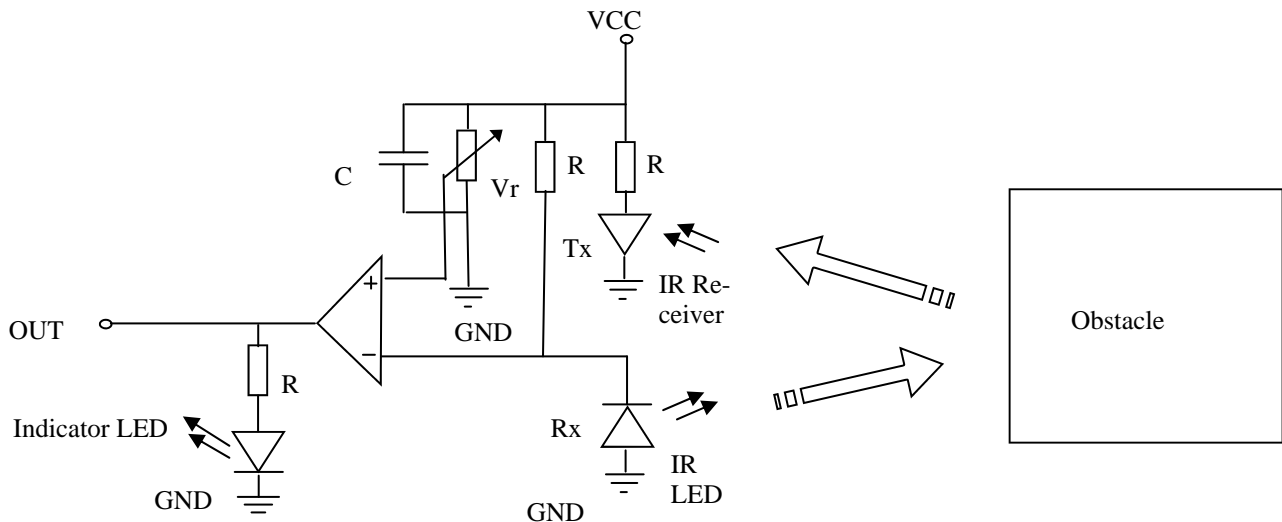 VCC
C
Vr
R
R
Tx
IR Re-
ceiver
+
GND
OUT
Obstacle
−
R
Rx
Indicator LED
IR
LED
GND
GND